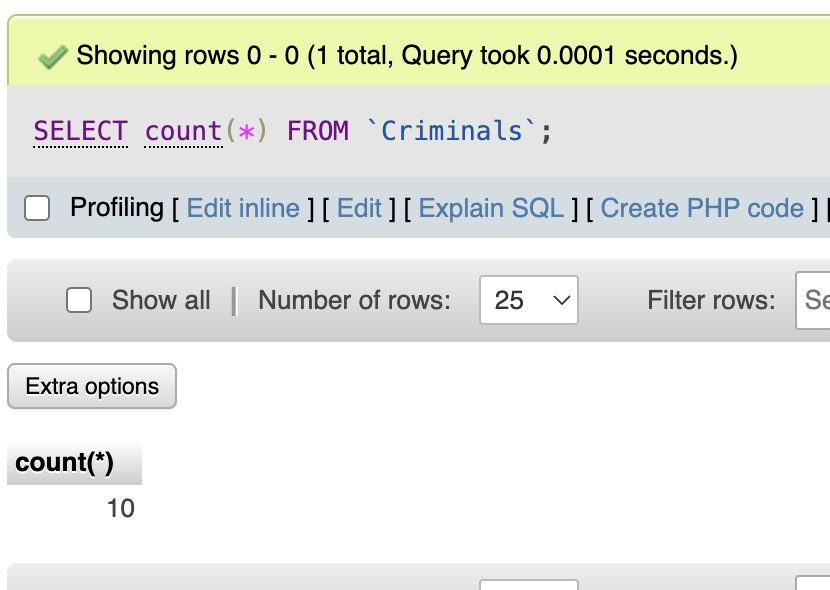 Showing rows 0 - 0 (1 total, Query took 0.0001 seconds.)
SELECT count(*) FROM `Criminals`;
Profiling [ Edit inline ] [ Edit ] [ Explain SQL ] [ Create PHP code ] [
Show all | Number of rows: 25 Filter rows: Se
Extra options
count(*)
10